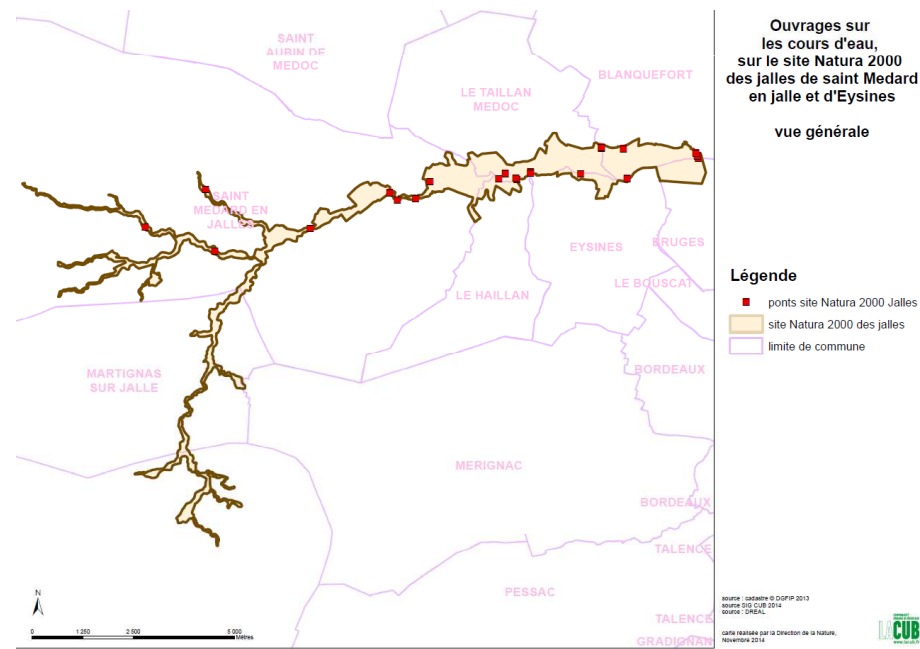 Ouvrages sur
les cours d'eau,
sur le site Natura 2000
des jalles de saint Medard
en jalle et d'Eysines
vue générale
SAINT
AUBIN DE
MEDOC
BLANQUEFORT
LE TAILLAN
MEDOC
SAINT
MEDARD EN
JALLES
EYSINES
BRUGES
LE BOUSCAT
LE HAILLAN
MARTIGNAS
SUR JALLE
BORDEAUX
MERIGNAC
BORDEAUX
TALENCE
PESSAC
TALENCE
GRADIGNAN
Légende
ponts site Natura 2000 Jalles
site Natura 2000 des jalles
limite de commune
N
0 1 250 2 500 5 000
Mètres
source : cadastre © DGFIP 2013
source SIG CUB 2014
source : DREAL
carte réalisée par la Direction de la Nature,
Novembre 2014
LACUB
www.lacub.fr